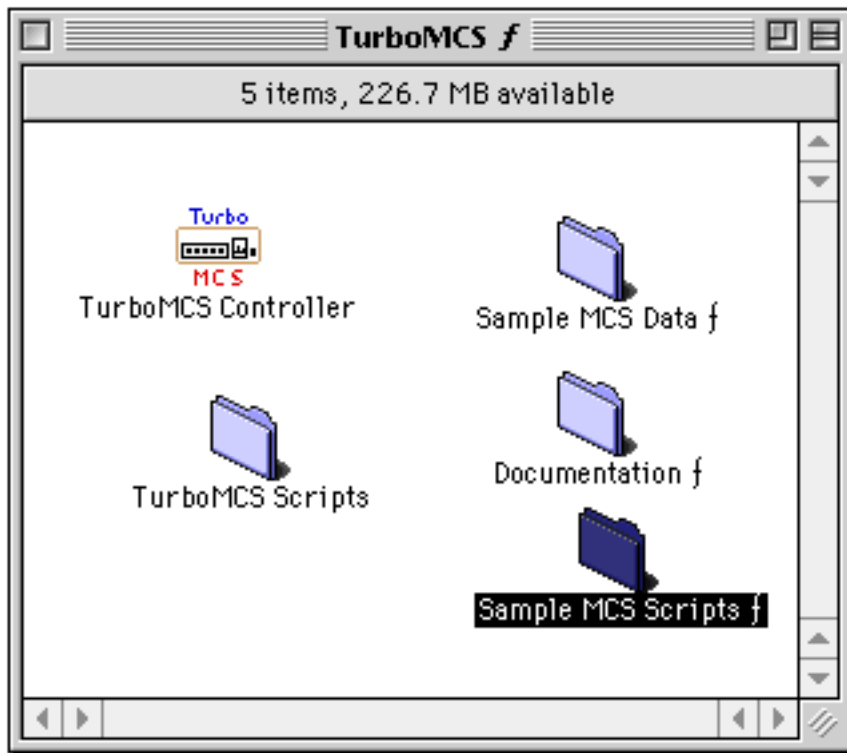 TurboMCS ƒ
5 items, 226.7 MB available
Turbo
MCS
TurboMCS Controller
Sample MCS Data ƒ
TurboMCS Scripts
Documentation ƒ
Sample MCS Scripts ƒ